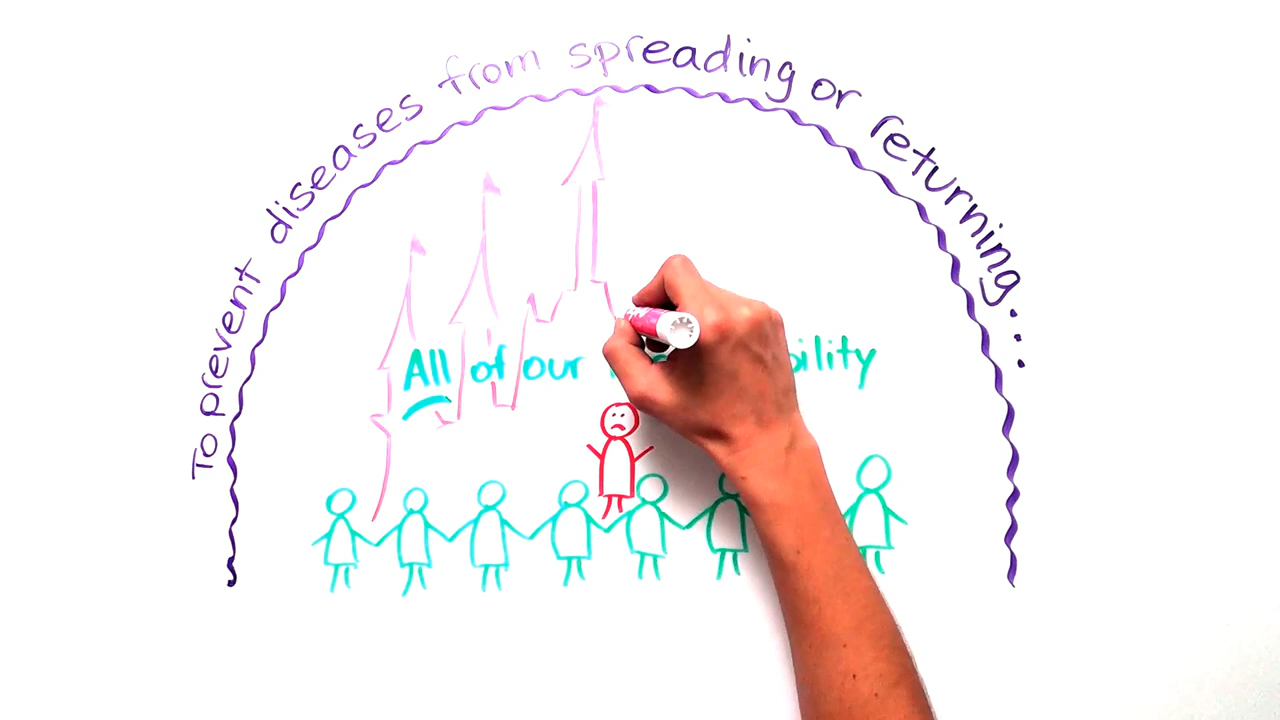 To prevent diseases from spreading or returning...
All of our